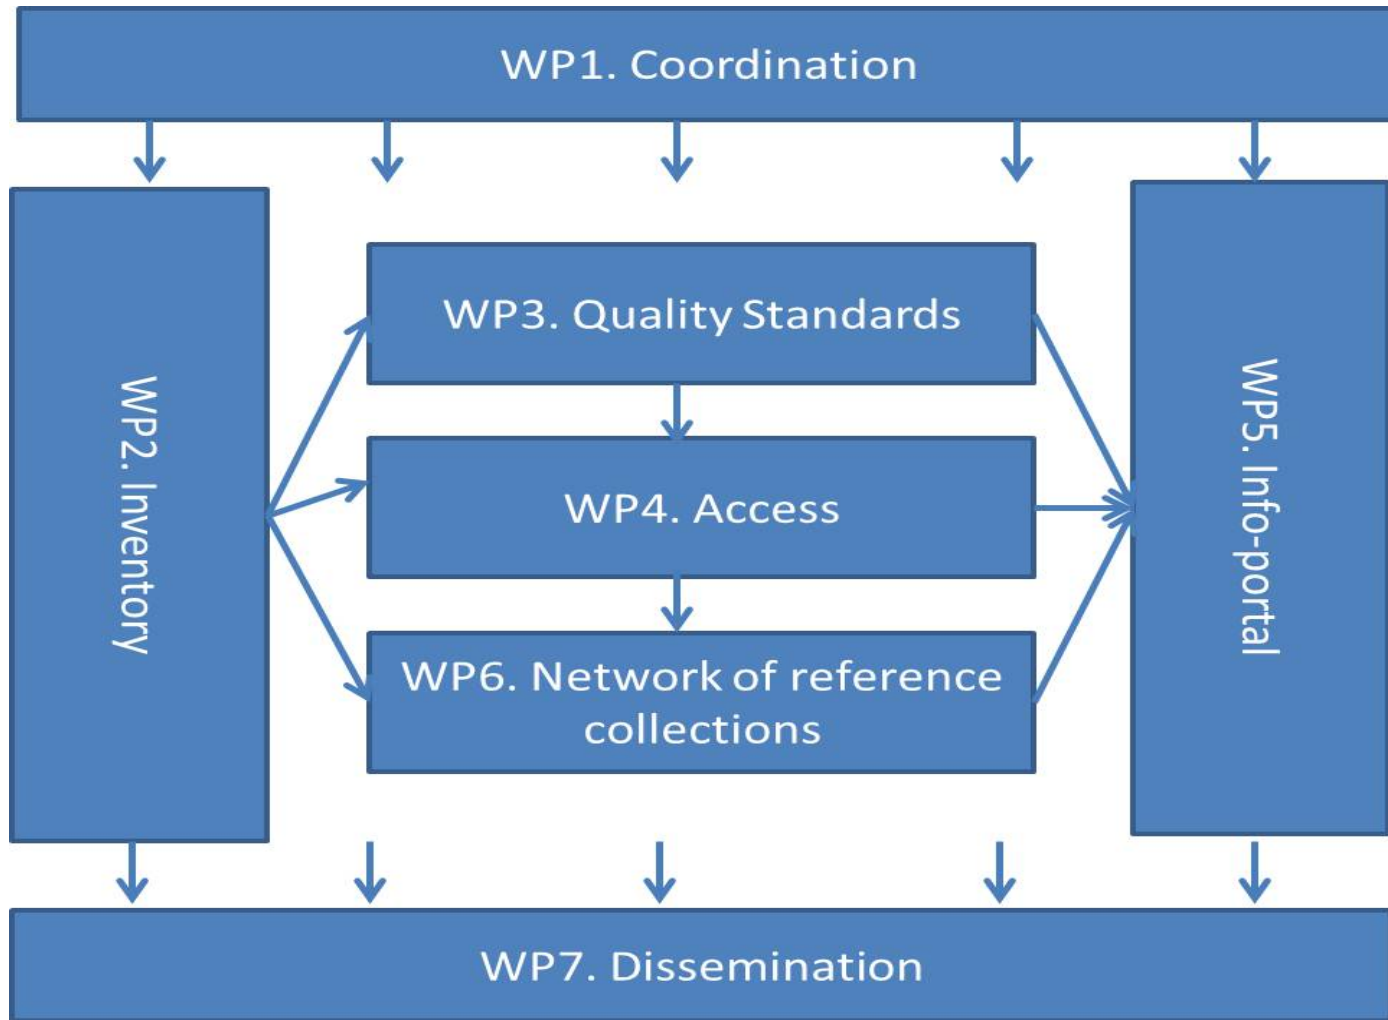 WP1. Coordination
WP2. Inventory
WP3. Quality Standards
WP4. Access
WP6. Network of reference
collections
WP5. Info-portal
WP7. Dissemination